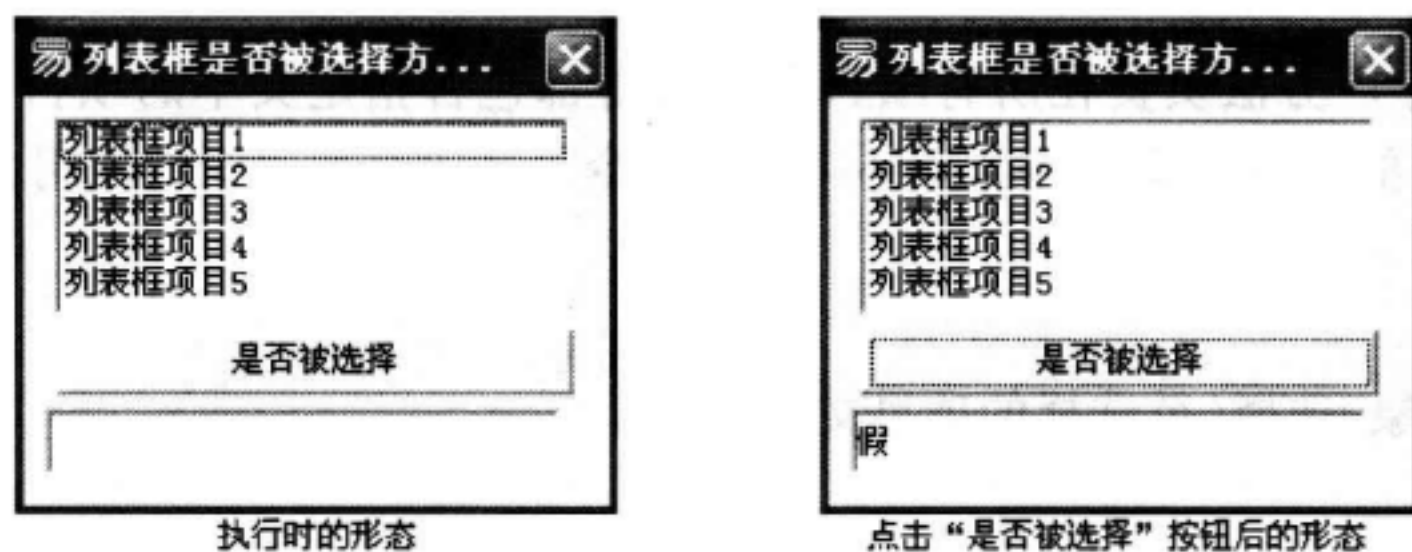 易 列表框是否被选择方...
列表框项目1
列表框项目2
列表框项目3
列表框项目4
列表框项目5
是否被选择
执行时的形态
易 列表框是否被选择方...
列表框项目1
列表框项目2
列表框项目3
列表框项目4
列表框项目5
是否被选择
假
点击“是否被选择”按钮后的形态